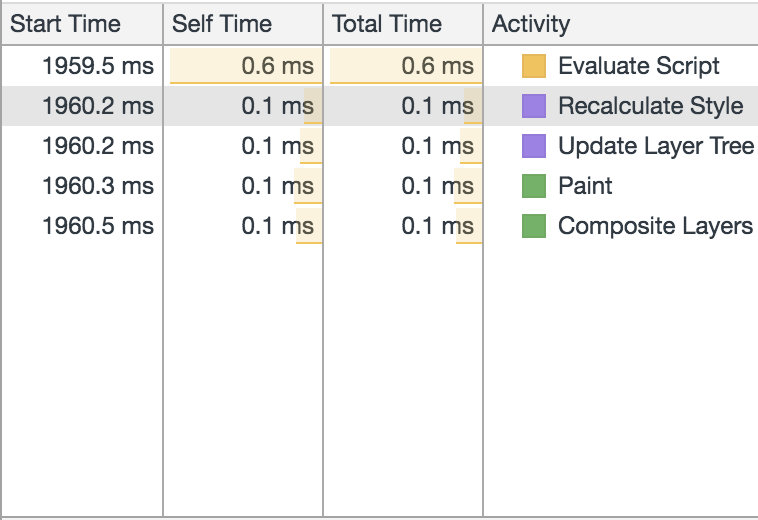 Start Time Self Time Total Time Activity
1959.5 ms 0.6 ms 0.6 ms Evaluate Script
1960.2 ms 0.1 ms 0.1 ms Recalculate Style
1960.2 ms 0.1 ms 0.1 ms Update Layer Tree
1960.3 ms 0.1 ms 0.1 ms Paint
1960.5 ms 0.1 ms 0.1 ms Composite Layers